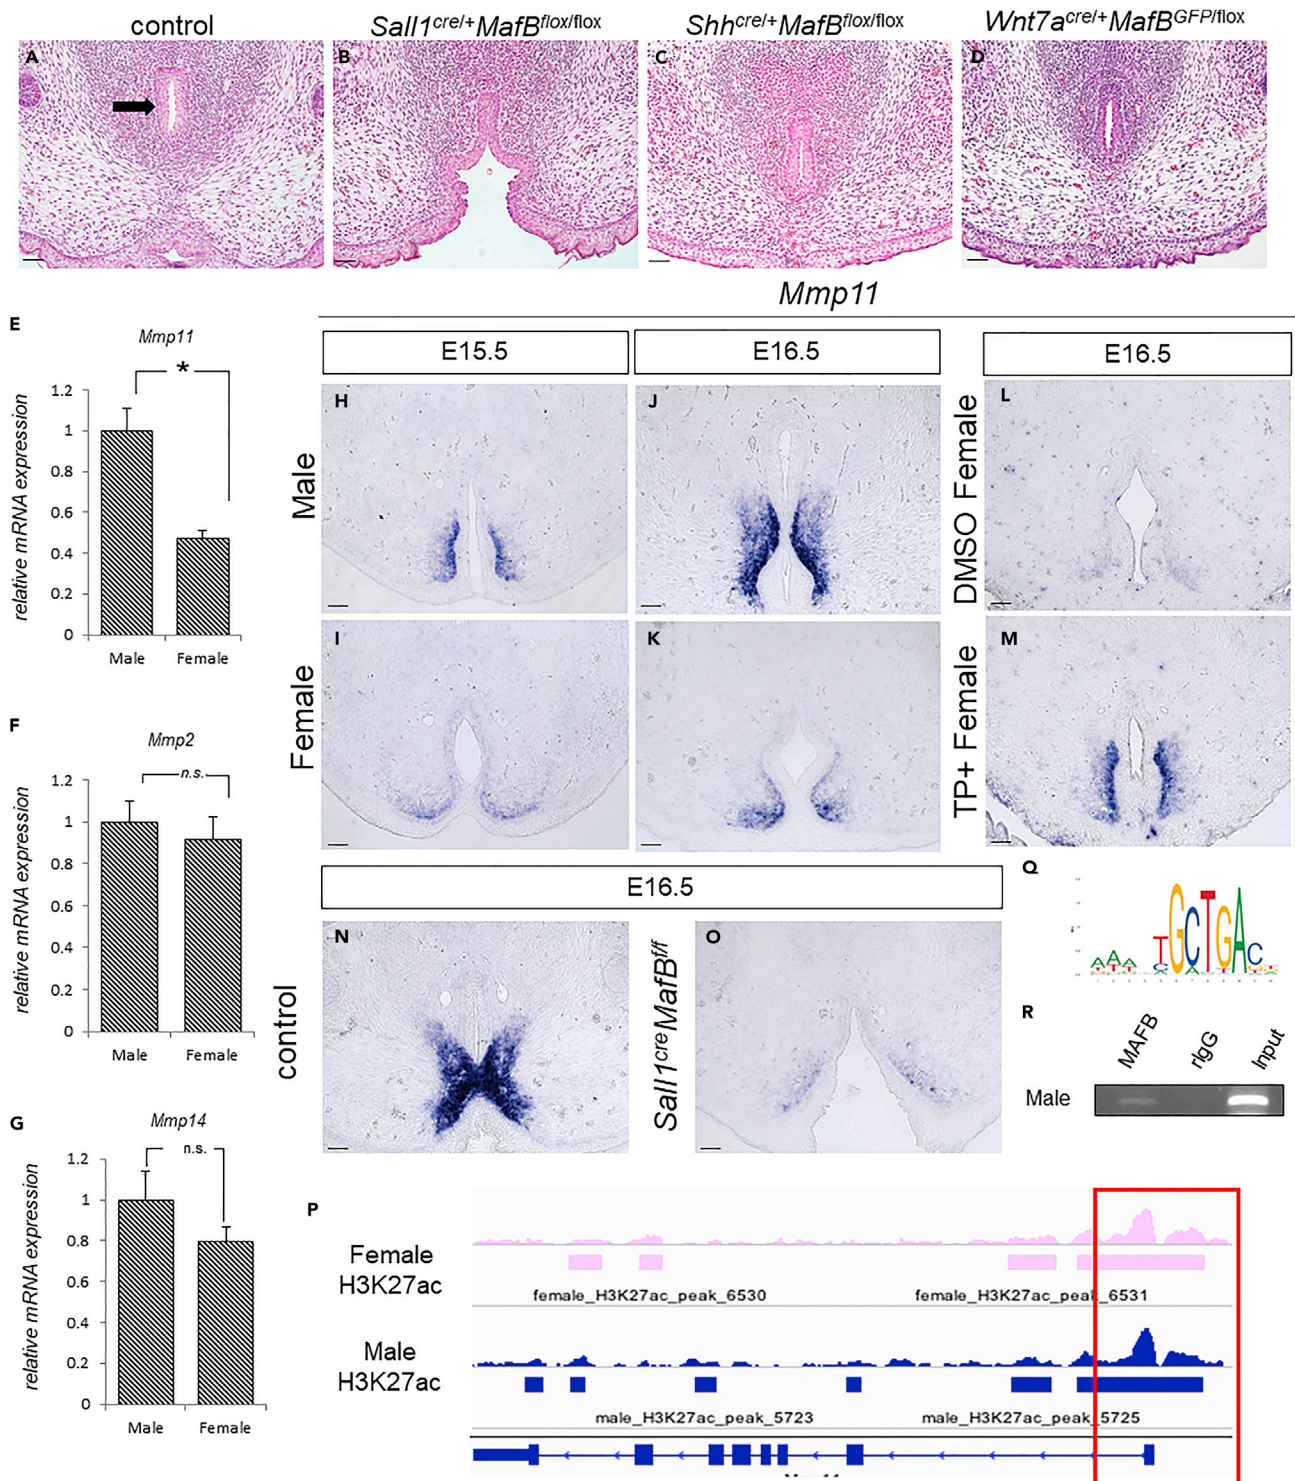 control
Sall1cre/+MafBflox/flox
Shhcre/+MafBflox/flox
Wnt7acre/+MafBGFP/flox
A
B
C
D
Mmp11
E
Mmp11
*
relative mRNA expression
1.2
1
0.8
0.6
0.4
0.2
0
Male Female
E15.5
E16.5
E16.5
H
J
L
Male
DMSO Female
I
K
M
Female
TP+ Female
F
Mmp2
n.s.
relative mRNA expression
1.2
1
0.8
0.6
0.4
0.2
0
Male Female
E16.5
N
O
control
Sall1creMafBf/f
Q
TGCTGAC
R
MAFB
rIgG
Input
Male
G
Mmp14
n.s.
relative mRNA expression
1.2
1
0.8
0.6
0.4
0.2
0
Male Female
P
Female
H3K27ac
female_H3K27ac_peak_6530
female_H3K27ac_peak_6531
Male
H3K27ac
male_H3K27ac_peak_5723
male_H3K27ac_peak_5725